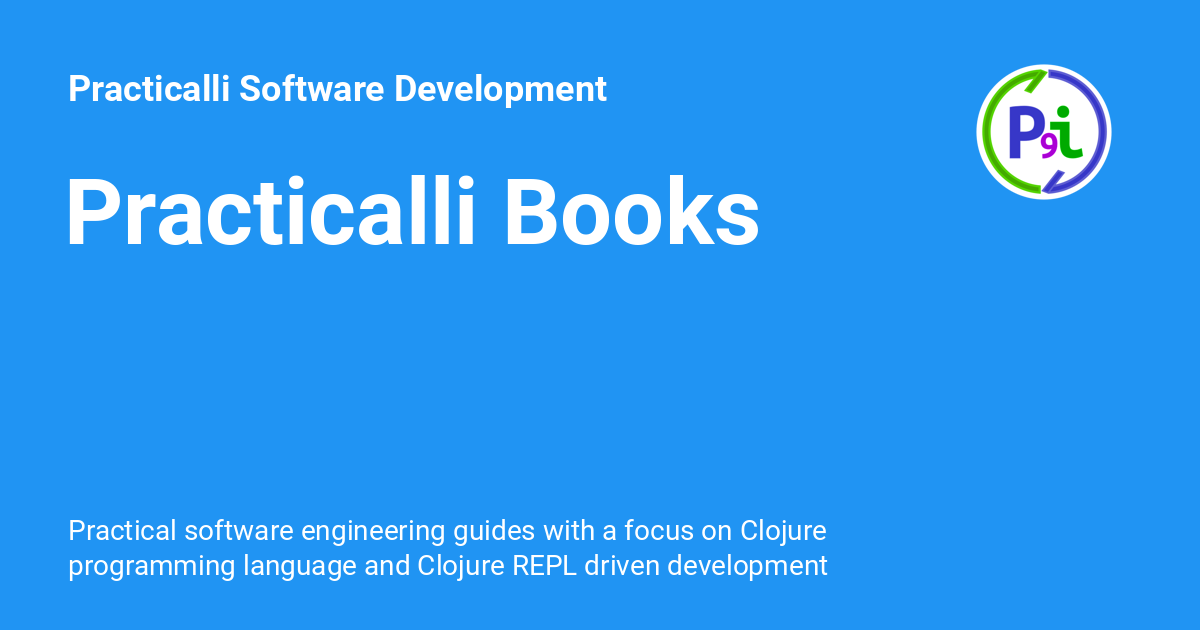 Practicalli Software Development
P9i
Practicalli Books
Practical software engineering guides with a focus on Clojure
programming language and Clojure REPL driven development